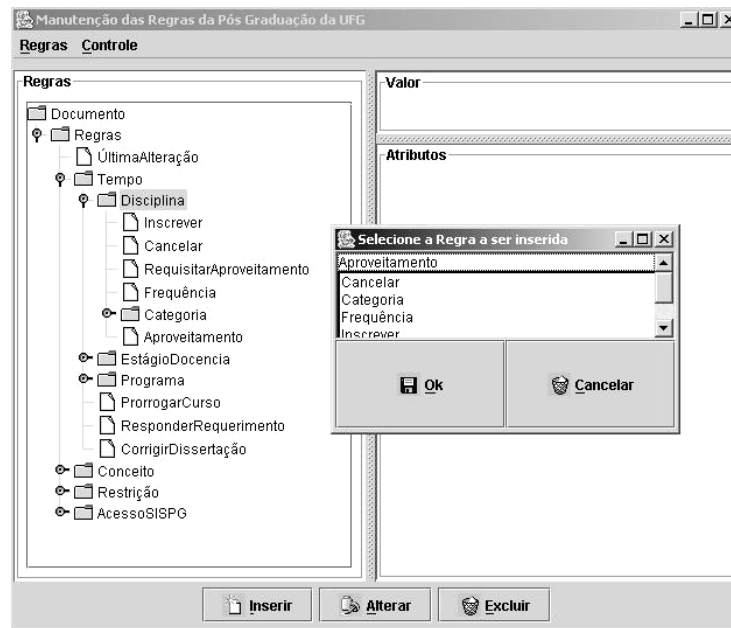 Manutenção das Regras da Pós Graduação da UFG
Regras Controle
Regras
Documento
Regras
ÚltimaAlteração
Tempo
Disciplina
Inscrever
Cancelar
RequisitarAproveitamento
Frequência
Categoria
Aproveitamento
EstágioDocencia
Programa
ProrrogarCurso
ResponderRequerimento
CorrigirDissertação
Conceito
Restrição
AcessoSISPG
Valor
Atributos
Selecione a Regra a ser inserida
Aproveitamento
Cancelar
Categoria
Frequência
Inscrever
Ok Cancelar
Inserir Alterar Excluir